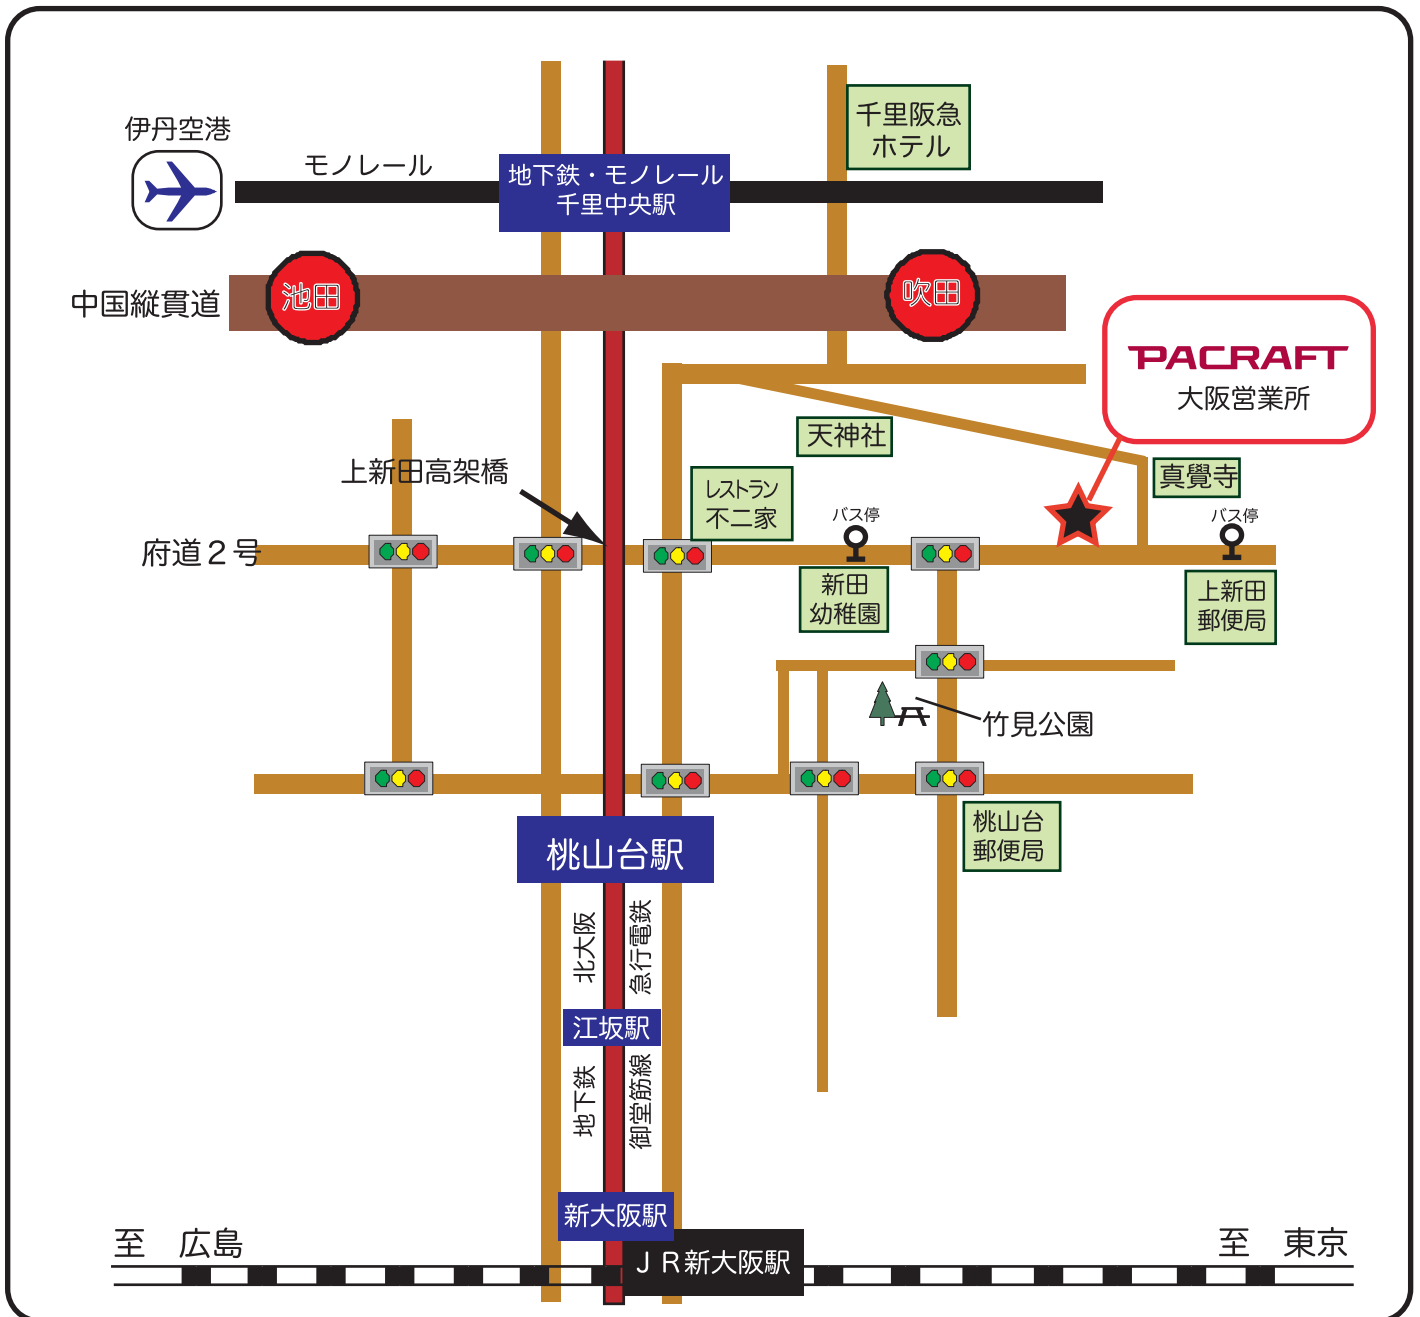 千里阪急
ホテル
伊丹空港
モノレール
地下鉄・モノレール
千里中央駅
池田
吹田
中国縦貫道
PACRAFT
大阪営業所
天神社
上新田高架橋
真覺寺
レストラン
不二家
バス停
バス停
府道２号
新田
幼稚園
上新田
郵便局
竹見公園
桃山台
郵便局
桃山台駅
北大阪
急行電鉄
江坂駅
地下鉄
御堂筋線
新大阪駅
至　広島
ＪＲ新大阪駅
至　東京